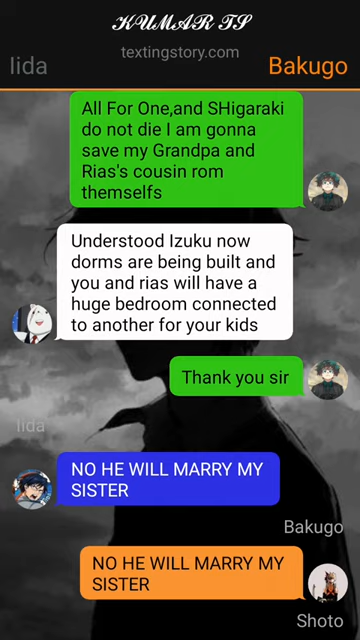 KUMAR TS
textingstory.com
Iida
Bakugo
All For One,and SHigaraki
do not die I am gonna
save my Grandpa and
Rias's cousin rom
themselfs
Understood Izuku now
dorms are being built and
you and rias will have a
huge bedroom connected
to another for your kids
Thank you sir
Iida
NO HE WILL MARRY MY
SISTER
Bakugo
NO HE WILL MARRY MY
SISTER
Shoto